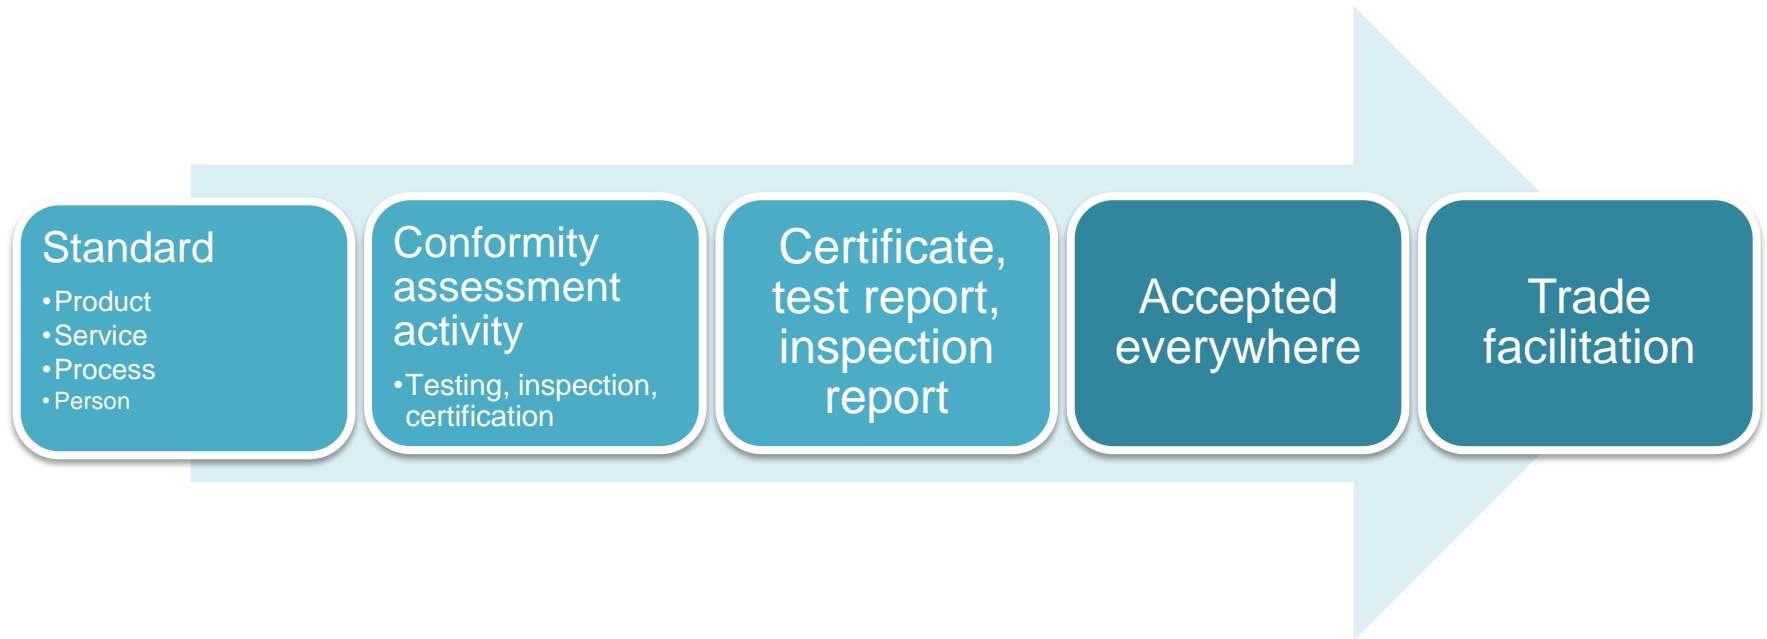 Standard
•Product
•Service
•Process
•Person
Conformity
assessment
activity
•Testing, inspection,
certification
Certificate,
test report,
inspection
report
Accepted
everywhere
Trade
facilitation